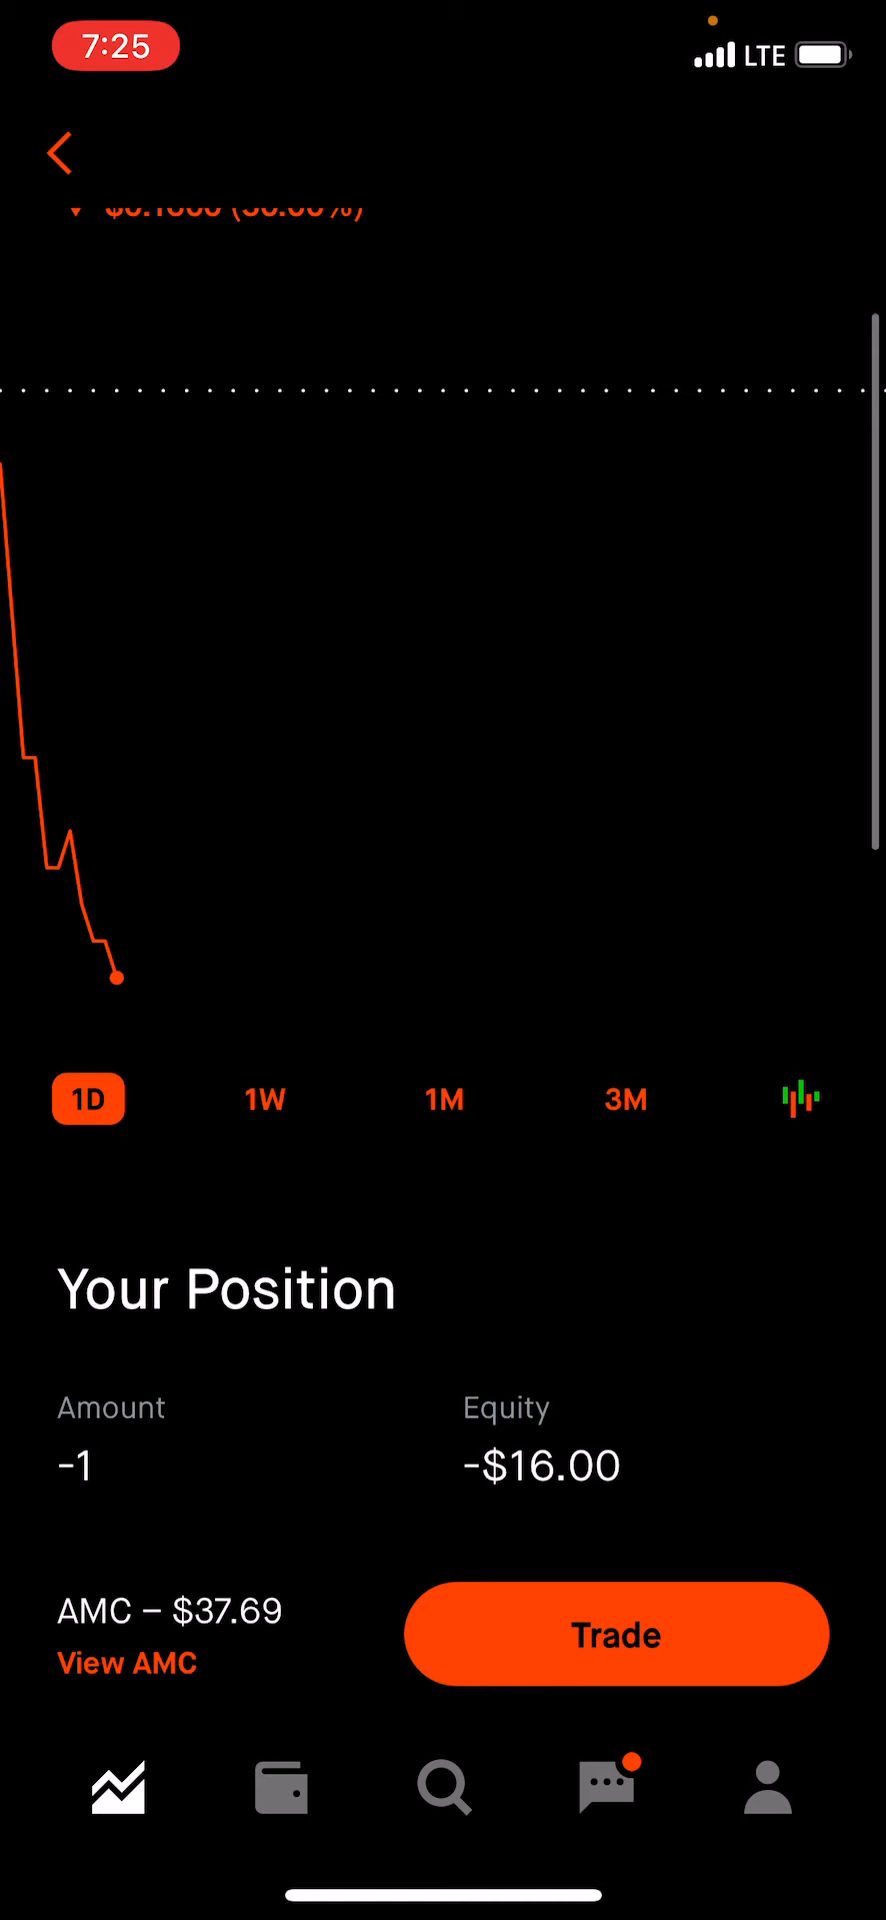 7:25
LTE
1D 1W 1M 3M
Your Position
Amount Equity
-1 -$16.00
AMC – $37.69
View AMC
Trade